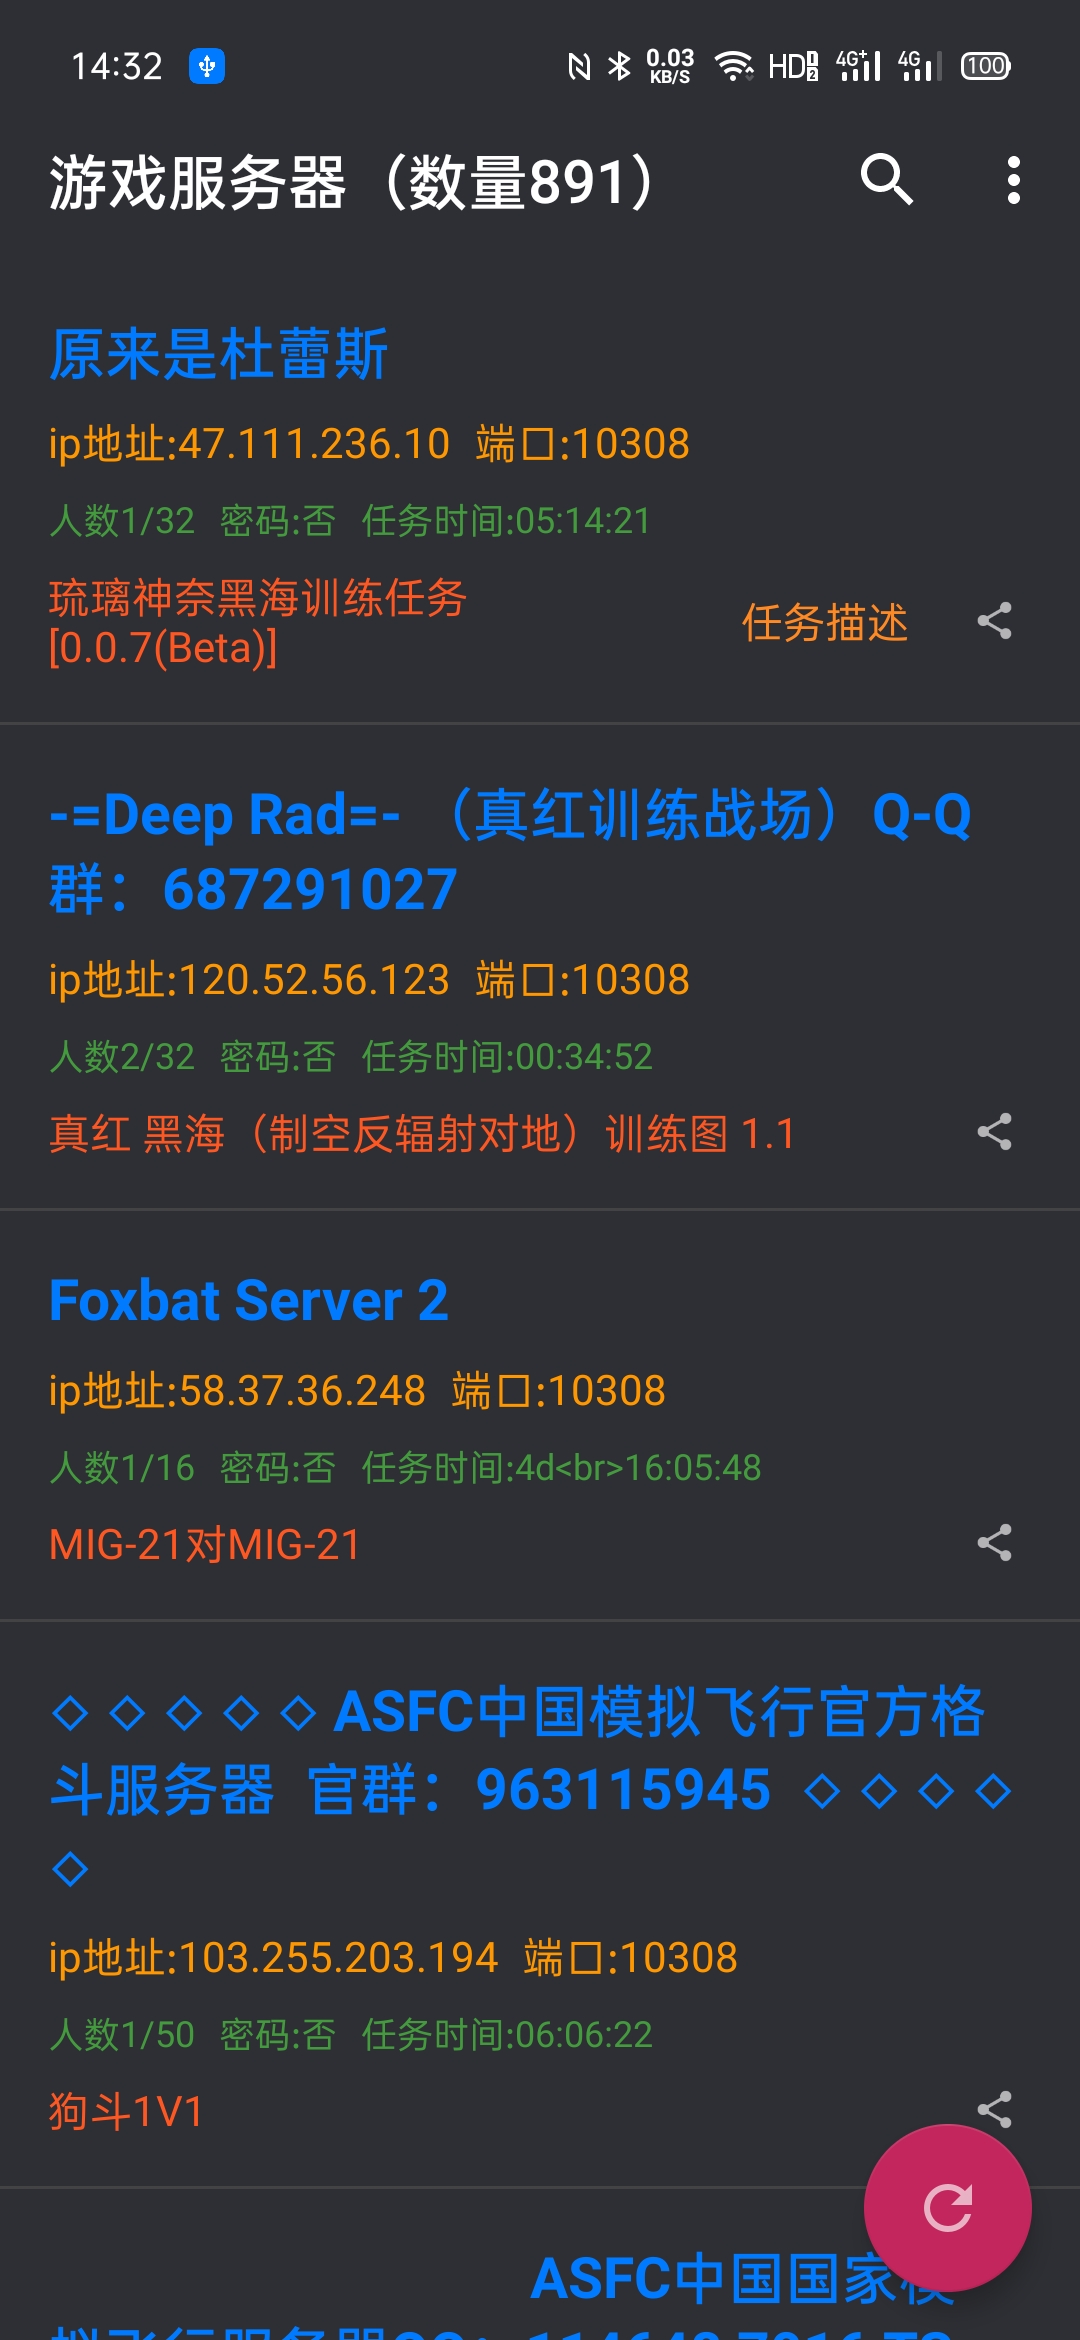 14:32
0.03 KB/S HD 1 2 4G+ 4G 100
游戏服务器（数量891）
原来是杜蕾斯
ip地址:47.111.236.10 端口:10308
人数1/32 密码:否 任务时间:05:14:21
琉璃神奈黑海训练任务
[0.0.7(Beta)]
任务描述
-=Deep Rad=- （真红训练战场）Q-Q
群：687291027
ip地址:120.52.56.123 端口:10308
人数2/32 密码:否 任务时间:00:34:52
真红 黑海（制空反辐射对地）训练图 1.1
Foxbat Server 2
ip地址:58.37.36.248 端口:10308
人数1/16 密码:否 任务时间:4d<br>16:05:48
MIG-21对MIG-21
◇ ◇ ◇ ◇ ◇ ASFC中国模拟飞行官方格
斗服务器 官群：963115945 ◇ ◇ ◇ ◇
◇
ip地址:103.255.203.194 端口:10308
人数1/50 密码:否 任务时间:06:06:22
狗斗1V1
ASFC中国国家模
拟飞行服务器